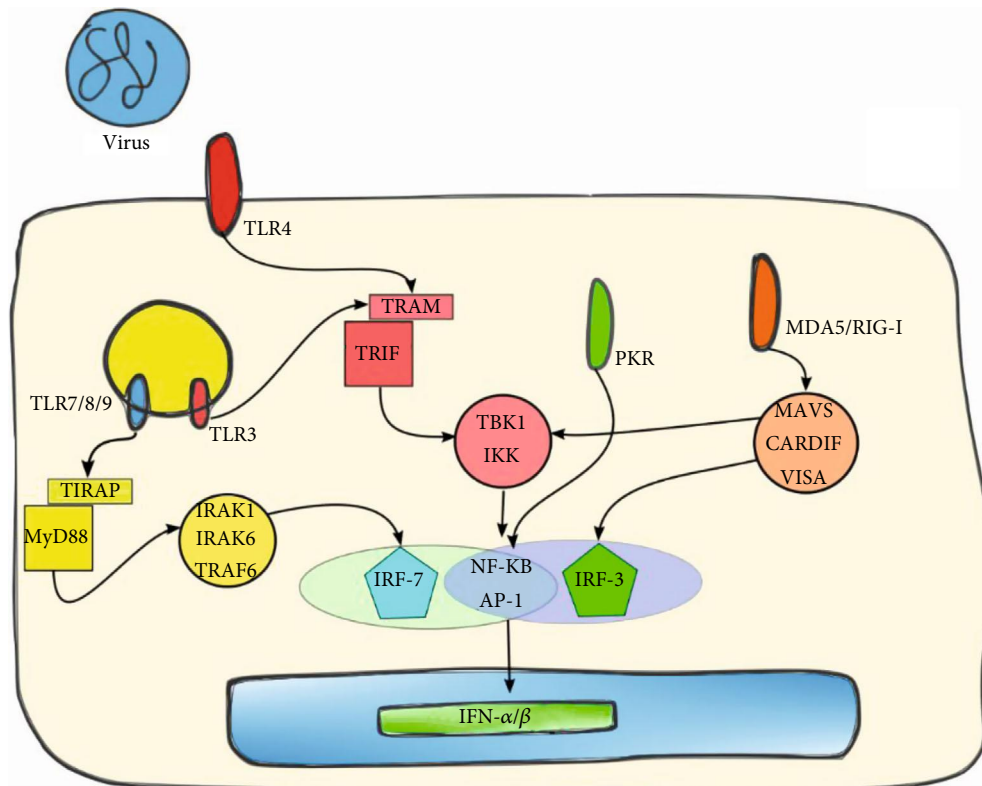 Virus
TLR4
TRAM
TRIF
PKR
MDA5/RIG-I
TLR7/8/9
TLR3
TBK1
IKK
MAVS
CARDIF
VISA
TIRAP
MyD88
IRAK1
IRAK6
TRAF6
IRF-7
NF-KB
AP-1
IRF-3
IFN-α/β